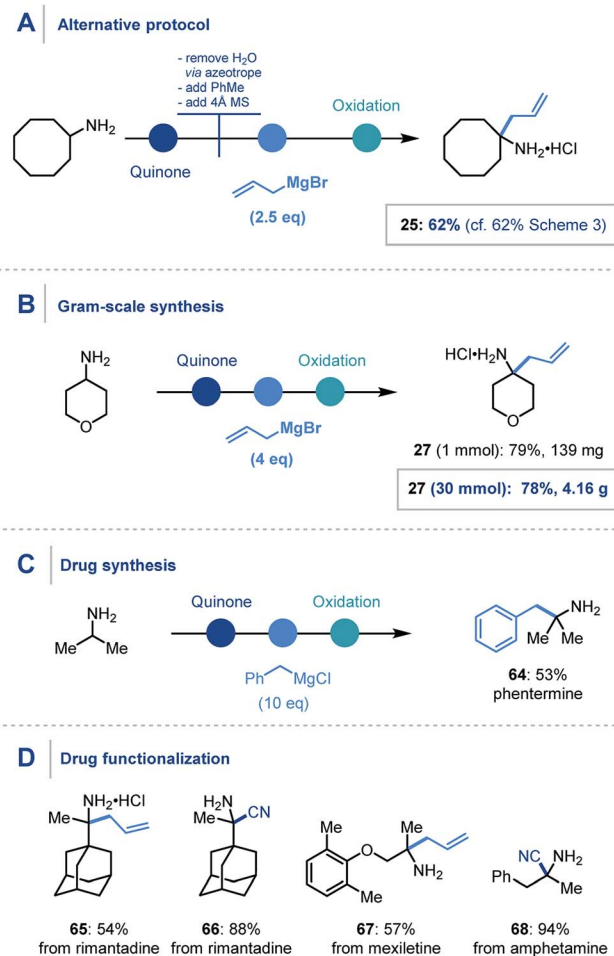 A Alternative protocol
- remove H₂O
via azeotrope
- add PhMe
- add 4Å MS
Oxidation
NH₂
Quinone
MgBr
(2.5 eq)
NH₂•HCl
25: 62% (cf. 62% Scheme 3)
B Gram-scale synthesis
NH₂
O
Quinone
Oxidation
MgBr
(4 eq)
HCl•H₂N
O
27 (1 mmol): 79%, 139 mg
27 (30 mmol): 78%, 4.16 g
C Drug synthesis
NH₂
Me Me
Quinone
Oxidation
Ph MgCl
(10 eq)
NH₂
Me Me
64: 53%
phentermine
D Drug functionalization
NH₂•HCl
Me
65: 54%
from rimantadine
H₂N
Me CN
66: 88%
from rimantadine
Me
O
Me
NH₂
Me
67: 57%
from mexiletine
NC NH₂
Ph Me
68: 94%
from amphetamine